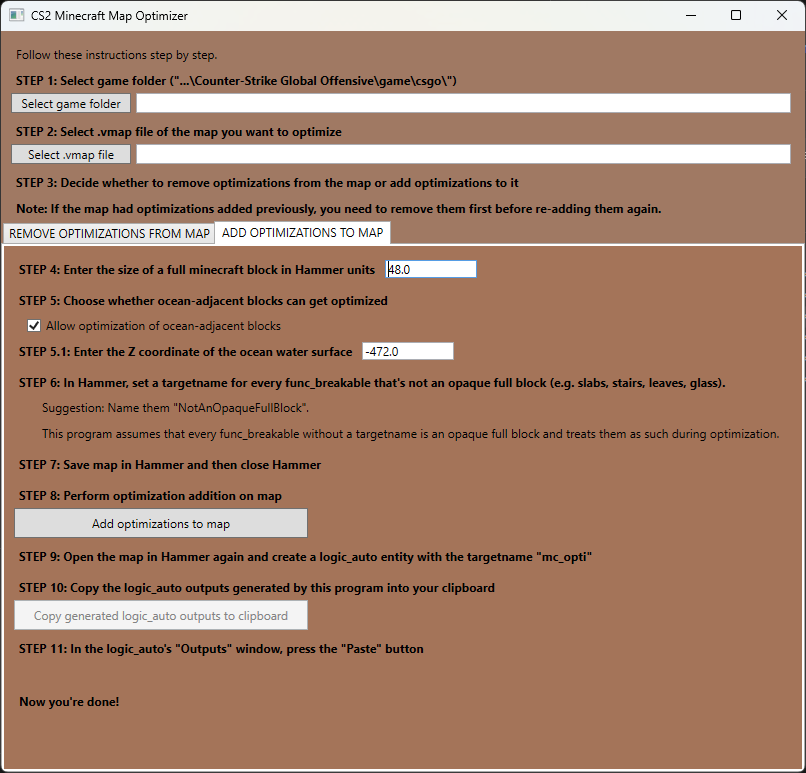 CS2 Minecraft Map Optimizer
Follow these instructions step by step.
STEP 1: Select game folder ("...\Counter-Strike Global Offensive\game\csgo\")
Select game folder
STEP 2: Select .vmap file of the map you want to optimize
Select .vmap file
STEP 3: Decide whether to remove optimizations from the map or add optimizations to it
Note: If the map had optimizations added previously, you need to remove them first before re-adding them again.
REMOVE OPTIMIZATIONS FROM MAP ADD OPTIMIZATIONS TO MAP
STEP 4: Enter the size of a full minecraft block in Hammer units 48.0
STEP 5: Choose whether ocean-adjacent blocks can get optimized
Allow optimization of ocean-adjacent blocks
STEP 5.1: Enter the Z coordinate of the ocean water surface -472.0
STEP 6: In Hammer, set a targetname for every func_breakable that's not an opaque full block (e.g. slabs, stairs, leaves, glass).
Suggestion: Name them "NotAnOpaqueFullBlock".
This program assumes that every func_breakable without a targetname is an opaque full block and treats them as such during optimization.
STEP 7: Save map in Hammer and then close Hammer
STEP 8: Perform optimization addition on map
Add optimizations to map
STEP 9: Open the map in Hammer again and create a logic_auto entity with the targetname "mc_opti"
STEP 10: Copy the logic_auto outputs generated by this program into your clipboard
Copy generated logic_auto outputs to clipboard
STEP 11: In the logic_auto's "Outputs" window, press the "Paste" button
Now you're done!